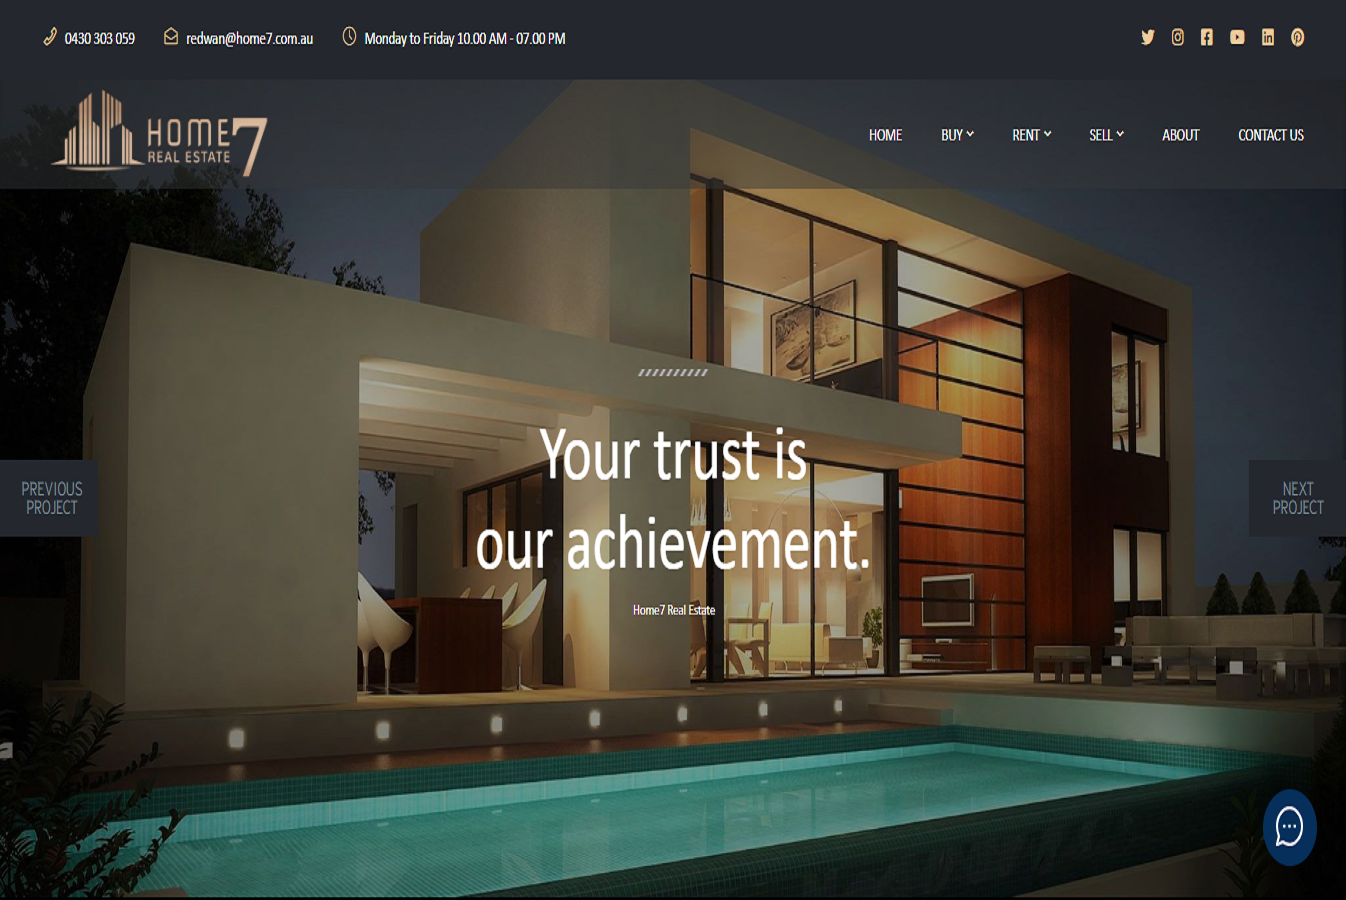 0430 303 059
redwan@home7.com.au
Monday to Friday 10.00 AM - 07.00 PM
HOME 7
REAL ESTATE
HOME
BUY
RENT
SELL
ABOUT
CONTACT US
Your trust is
our achievement.
Home7 Real Estate
PREVIOUS
PROJECT
NEXT
PROJECT